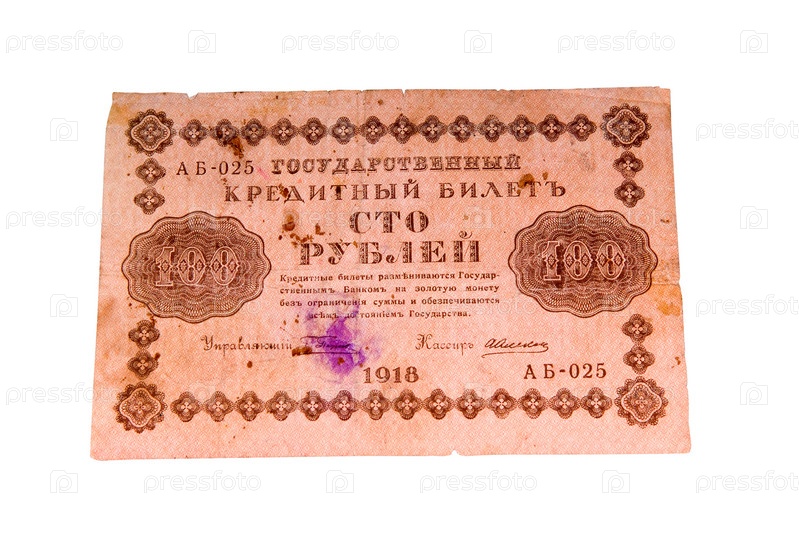 АБ-025 ГОСУДАРСТВЕННЫЙ
КРЕДИТНЫЙ БИЛЕТЪ
СТО
РУБЛЕЙ
100 100
Кредитные билеты размѣниваются Государ-
ственнымъ Банкомъ на золотую монету
безъ ограниченія суммы и обезпечиваются
всѣмъ достояніемъ Государства.
Управляющій Кассиръ
1918 АБ-025
pressfoto